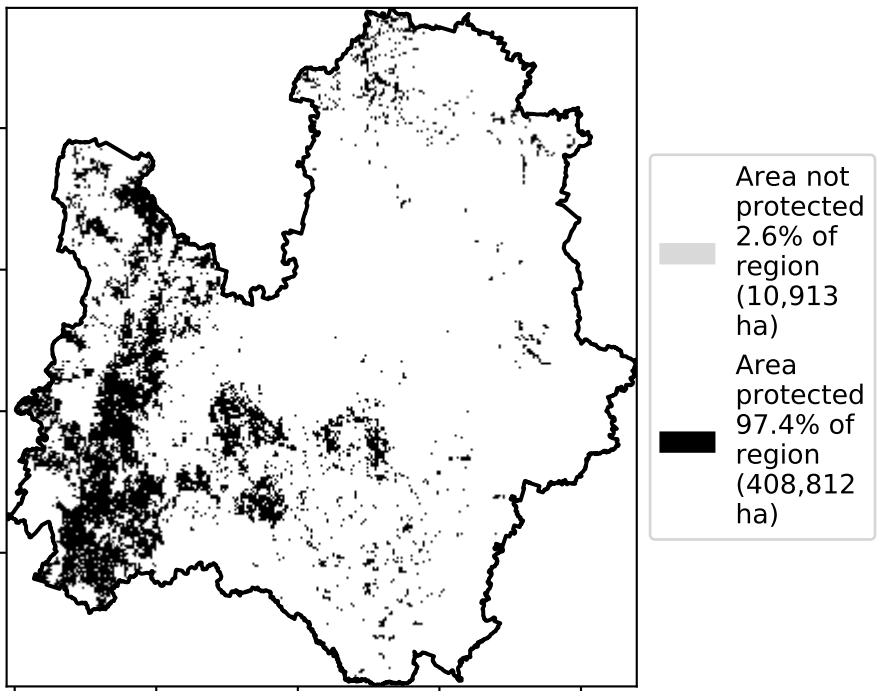 Area not
protected
2.6% of
region
(10,913
ha)
Area
protected
97.4% of
region
(408,812
ha)